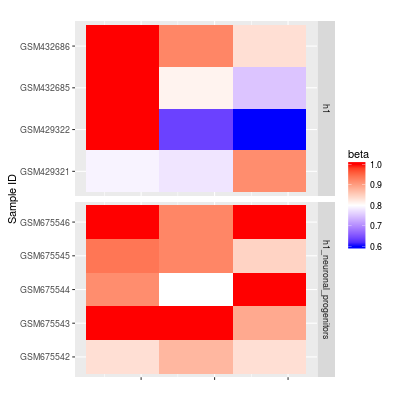 Sample ID
GSM432686
GSM432685
GSM429322
GSM429321
h1
GSM675546
GSM675545
GSM675544
GSM675543
GSM675542
h1_neuronal_progenitors
beta
1.0
0.9
0.8
0.7
0.6